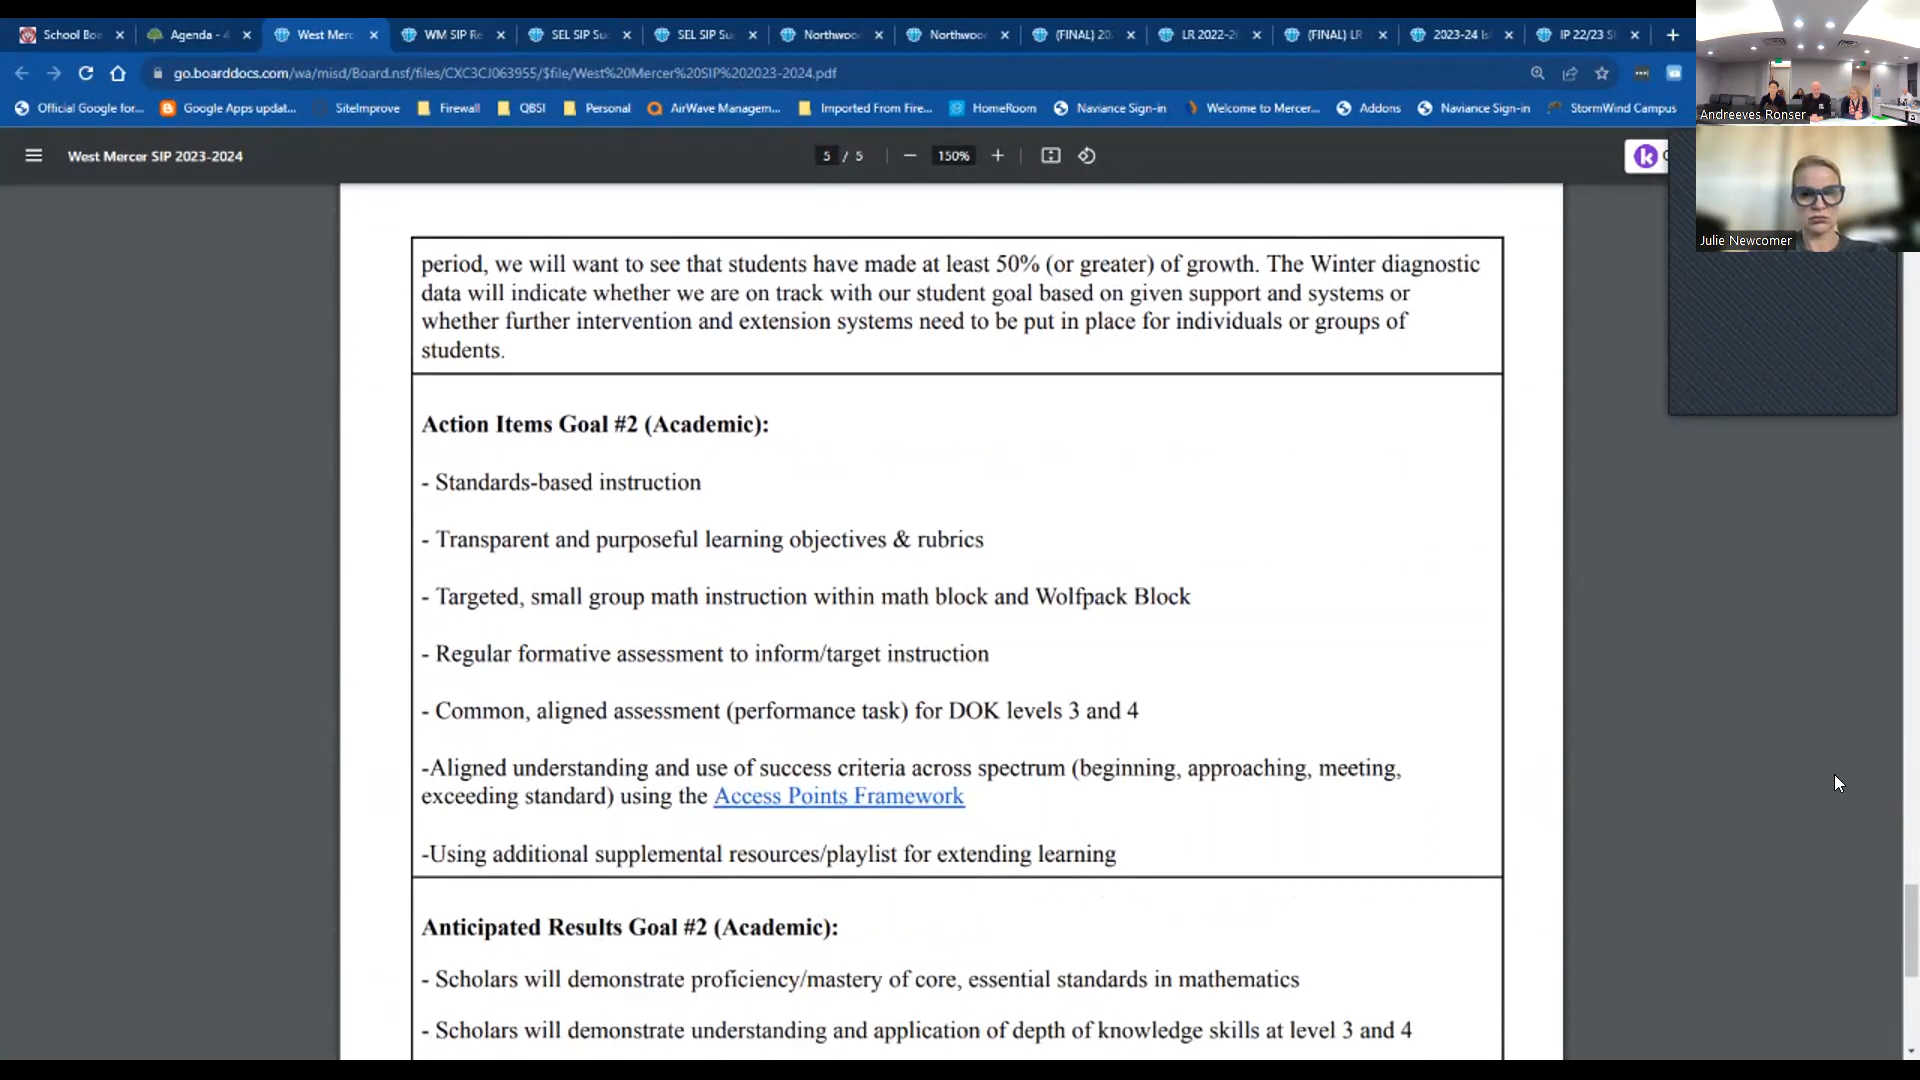 School Bo
Agenda -
West Merc
WM SIP Re
SEL SIP Su
SEL SIP Su
Northwoo
Northwoo
(FINAL) 20
LR 2022-2
(FINAL) LR
2023-24 Is
IP 22/23 S
go.boarddocs.com/wa/misd/Board.nsf/files/CXC3CJ063955/$file/West%20Mercer%20SIP%202023-2024.pdf
Official Google for...
Google Apps updat...
SiteImprove
Firewall
QBSI
Personal
AirWave Managem...
Imported From Fire...
HomeRoom
Naviance Sign-in
Welcome to Mercer...
Addons
Naviance Sign-in
StormWind Campus
Andreeves Ronser
West Mercer SIP 2023-2024
5 / 5
150%
k
Julie Newcomer
period, we will want to see that students have made at least 50% (or greater) of growth. The Winter diagnostic
data will indicate whether we are on track with our student goal based on given support and systems or
whether further intervention and extension systems need to be put in place for individuals or groups of
students.
Action Items Goal #2 (Academic):
- Standards-based instruction
- Transparent and purposeful learning objectives & rubrics
- Targeted, small group math instruction within math block and Wolfpack Block
- Regular formative assessment to inform/target instruction
- Common, aligned assessment (performance task) for DOK levels 3 and 4
-Aligned understanding and use of success criteria across spectrum (beginning, approaching, meeting,
exceeding standard) using the Access Points Framework
-Using additional supplemental resources/playlist for extending learning
Anticipated Results Goal #2 (Academic):
- Scholars will demonstrate proficiency/mastery of core, essential standards in mathematics
- Scholars will demonstrate understanding and application of depth of knowledge skills at level 3 and 4